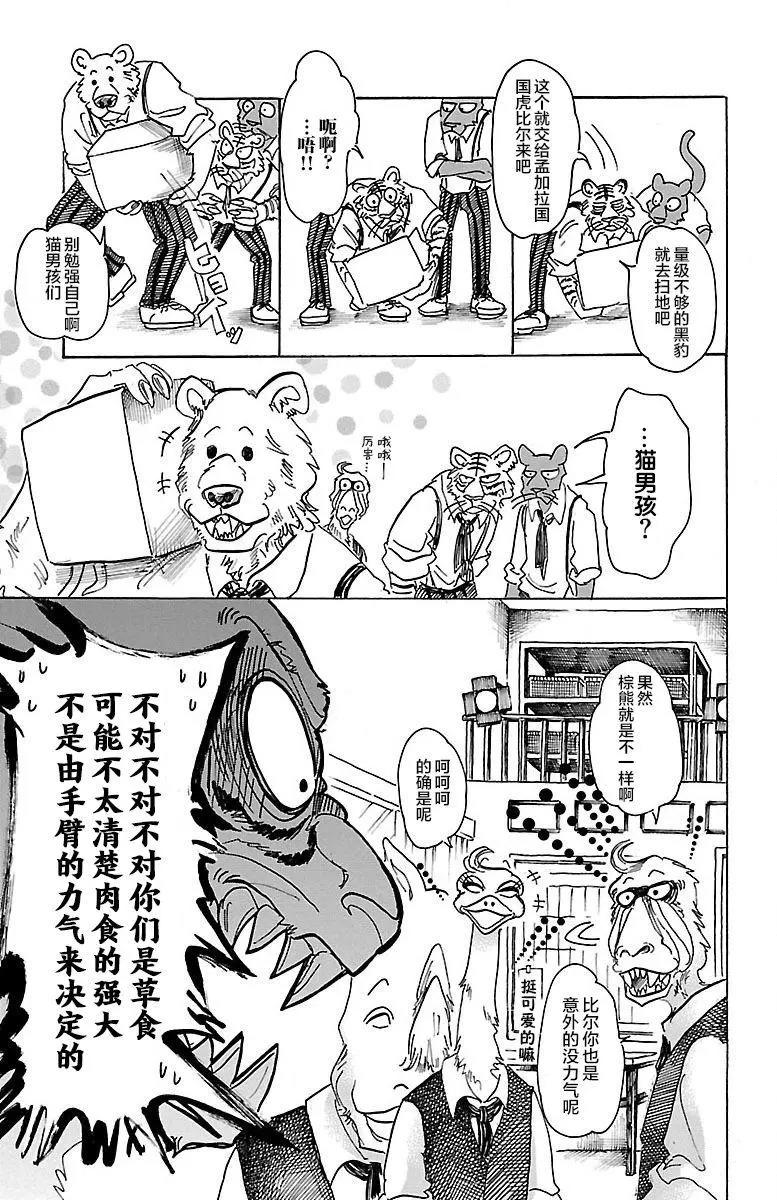 量级不够的黑豹
就去扫地吧
这个就交给孟加拉国
国虎比尔来吧
呃啊?
…唔!!
别勉强自己啊
猫男孩们
…猫男孩?
哦哦—
厉害…
果然
棕熊就是不一样啊
呵呵呵
的确是呢
比尔你也是
意外的没力气呢
挺可爱的嘛
不对不对不对你们是草食
可能不太清楚肉食的强大
不是由手臂的力气来决定的